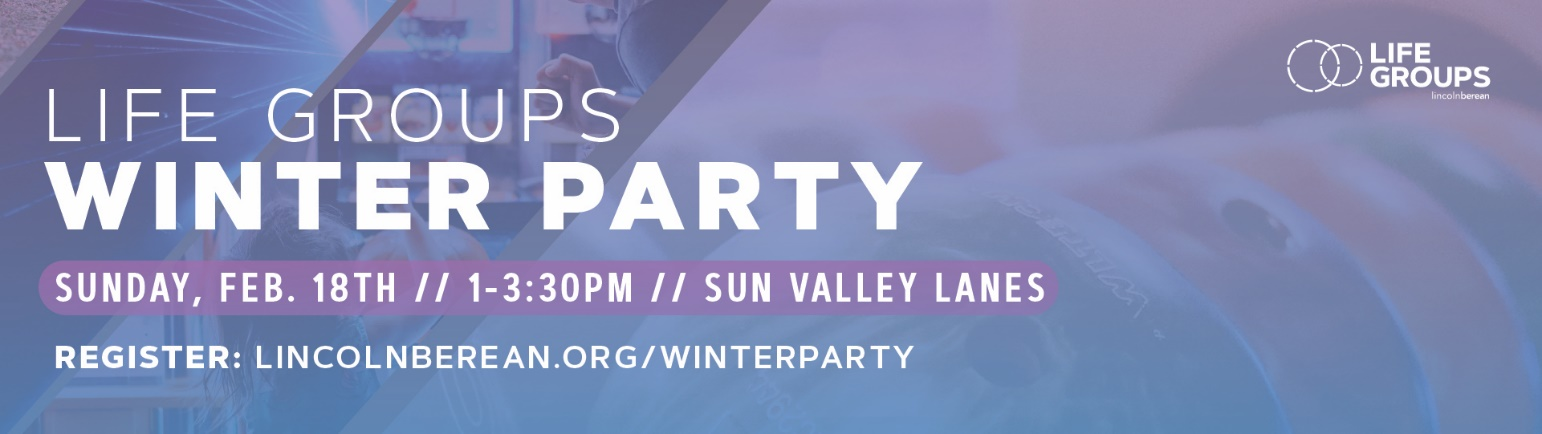 LIFE GROUPS
WINTER PARTY
SUNDAY, FEB. 18TH // 1-3:30PM // SUN VALLEY LANES
REGISTER: LINCOLNBEREAN.ORG/WINTERPARTY
LIFE
GROUPS
lincolnberean